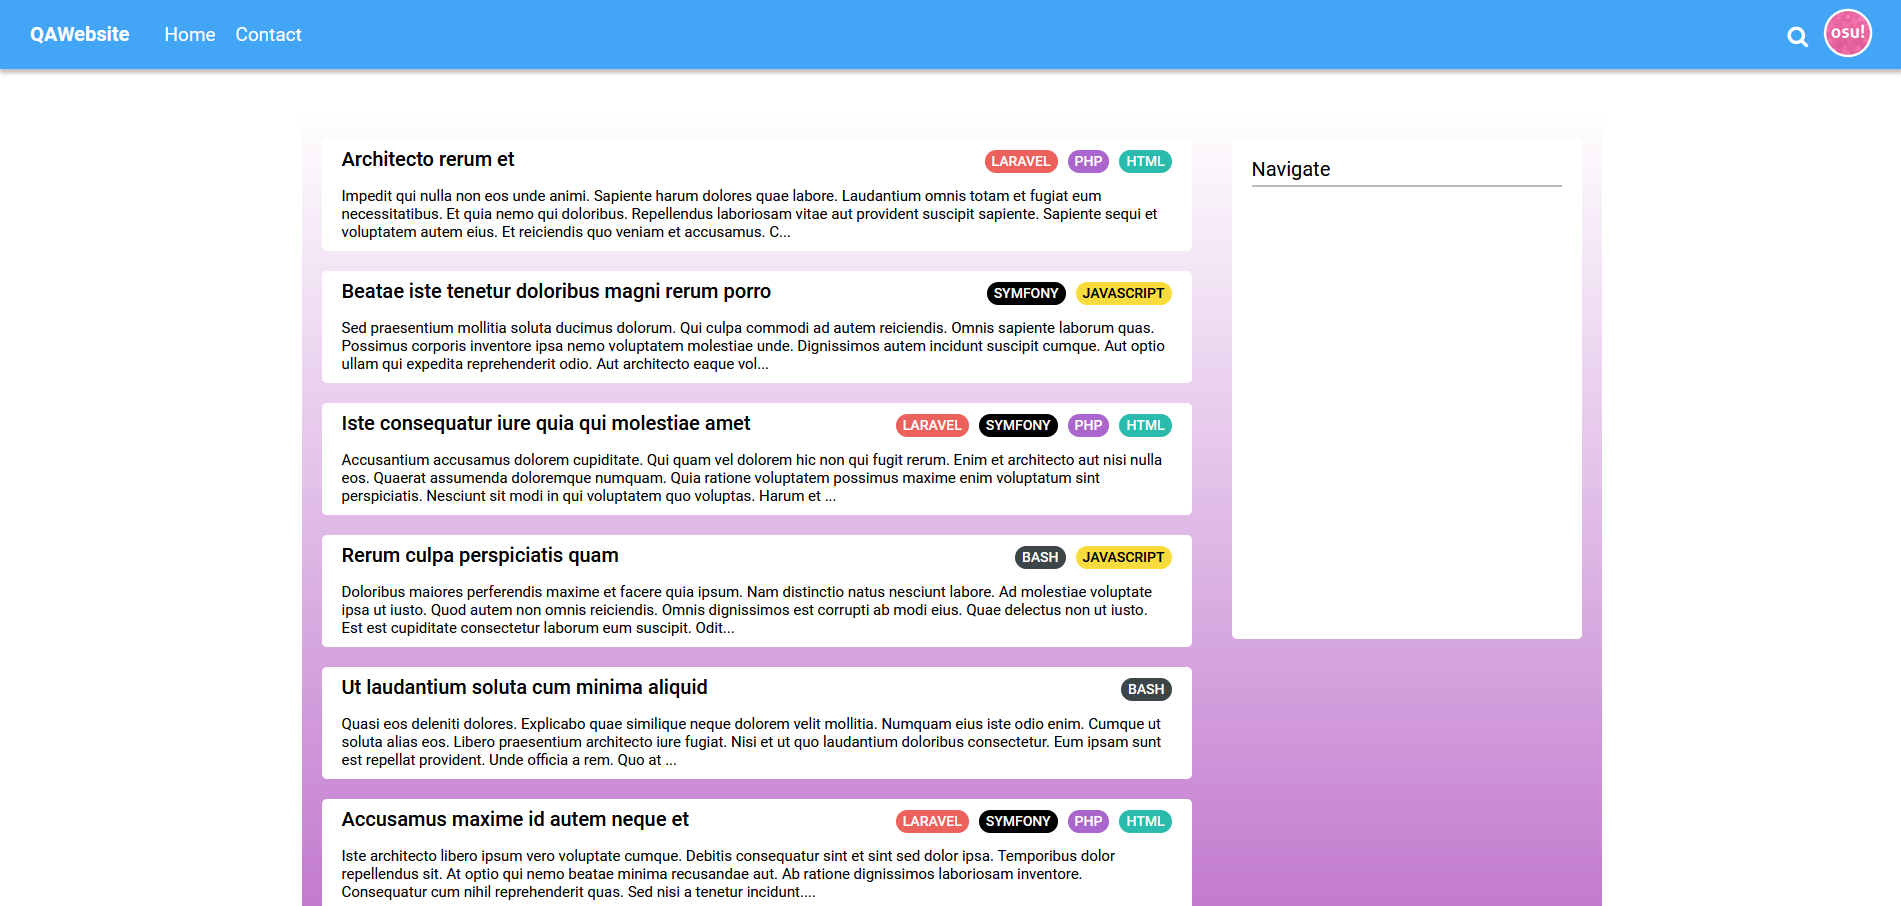 QAWebsite Home Contact osu!
Architecto rerum et LARAVEL PHP HTML
Impedit qui nulla non eos unde animi. Sapiente harum dolores quae labore. Laudantium omnis totam et fugiat eum
necessitatibus. Et quia nemo qui doloribus. Repellendus laboriosam vitae aut provident suscipit sapiente. Sapiente sequi et
voluptatem autem eius. Et reiciendis quo veniam et accusamus. C...
Beatae iste tenetur doloribus magni rerum porro SYMFONY JAVASCRIPT
Sed praesentium mollitia soluta ducimus dolorum. Qui culpa commodi ad autem reiciendis. Omnis sapiente laborum quas.
Possimus corporis inventore ipsa nemo voluptatem molestiae unde. Dignissimos autem incidunt suscipit cumque. Aut optio
ullam qui expedita reprehenderit odio. Aut architecto eaque vol...
Iste consequatur iure quia qui molestiae amet LARAVEL SYMFONY PHP HTML
Accusantium accusamus dolorem cupiditate. Qui quam vel dolorem hic non qui fugit rerum. Enim et architecto aut nisi nulla
eos. Quaerat assumenda doloremque numquam. Quia ratione voluptatem possimus maxime enim voluptatum sint
perspiciatis. Nesciunt sit modi in qui voluptatem quo voluptas. Harum et ...
Rerum culpa perspiciatis quam BASH JAVASCRIPT
Doloribus maiores perferendis maxime et facere quia ipsum. Nam distinctio natus nesciunt labore. Ad molestiae voluptate
ipsa ut iusto. Quod autem non omnis reiciendis. Omnis dignissimos est corrupti ab modi eius. Quae delectus non ut iusto.
Est est cupiditate consectetur laborum eum suscipit. Odit...
Ut laudantium soluta cum minima aliquid BASH
Quasi eos deleniti dolores. Explicabo quae similique neque dolorem velit mollitia. Numquam eius iste odio enim. Cumque ut
soluta alias eos. Libero praesentium architecto iure fugiat. Nisi et ut quo laudantium doloribus consectetur. Eum ipsam sunt
est repellat provident. Unde officia a rem. Quo at ...
Accusamus maxime id autem neque et LARAVEL SYMFONY PHP HTML
Iste architecto libero ipsum vero voluptate cumque. Debitis consequatur sint et sint sed dolor ipsa. Temporibus dolor
repellendus sit. At optio qui nemo beatae minima recusandae aut. Ab ratione dignissimos laboriosam inventore.
Consequatur cum nihil reprehenderit quas. Sed nisi a tenetur incidunt....
Navigate